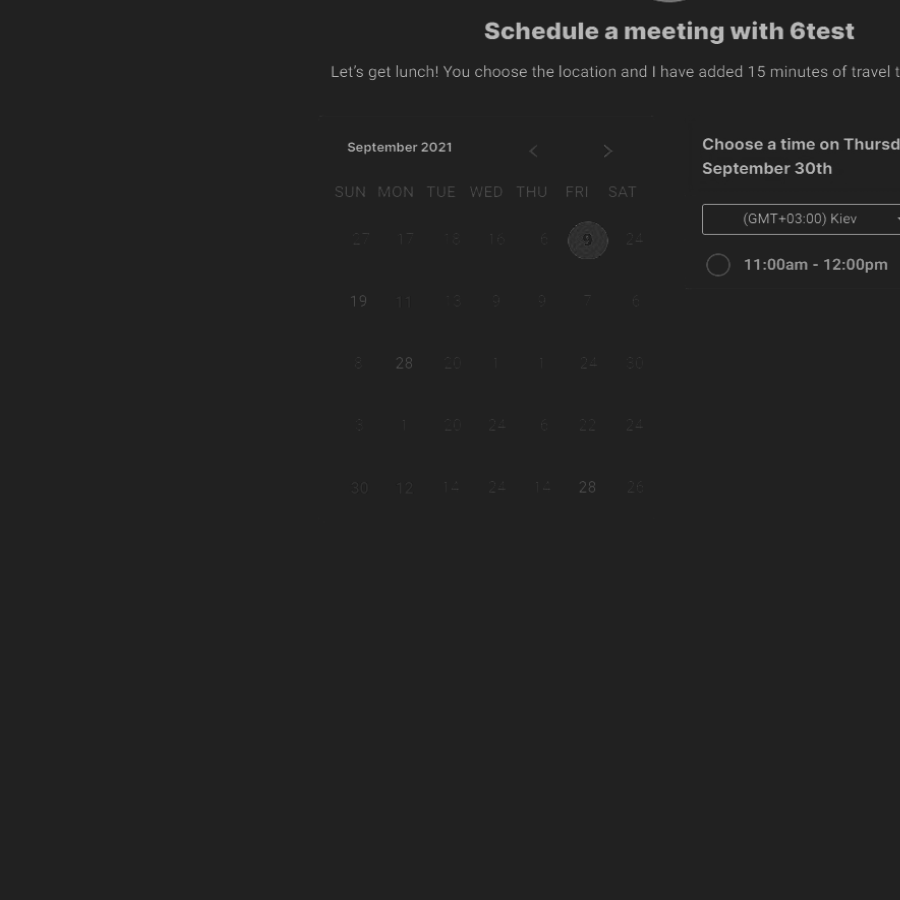 Schedule a meeting with 6test
Let's get lunch! You choose the location and I have added 15 minutes of travel t
September 2021
SUN MON TUE WED THU FRI SAT
27 17 18 16 6 9 24
19 11 13 9 9 7 6
8 28 20 1 1 24 30
3 1 20 24 6 22 24
30 12 14 24 14 28 26
Choose a time on Thursd
September 30th
(GMT+03:00) Kiev
11:00am - 12:00pm